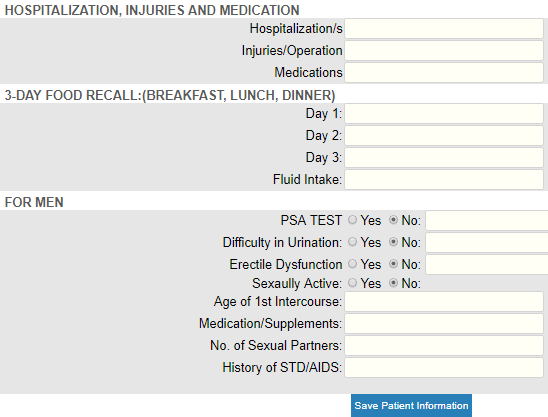 HOSPITALIZATION, INJURIES AND MEDICATION
Hospitalization/s
Injuries/Operation
Medications
3-DAY FOOD RECALL:(BREAKFAST, LUNCH, DINNER)
Day 1:
Day 2:
Day 3:
Fluid Intake:
FOR MEN
PSA TEST Yes No:
Difficulty in Urination: Yes No:
Erectile Dysfunction Yes No:
Sexaully Active: Yes No:
Age of 1st Intercourse:
Medication/Supplements:
No. of Sexual Partners:
History of STD/AIDS:
Save Patient Information